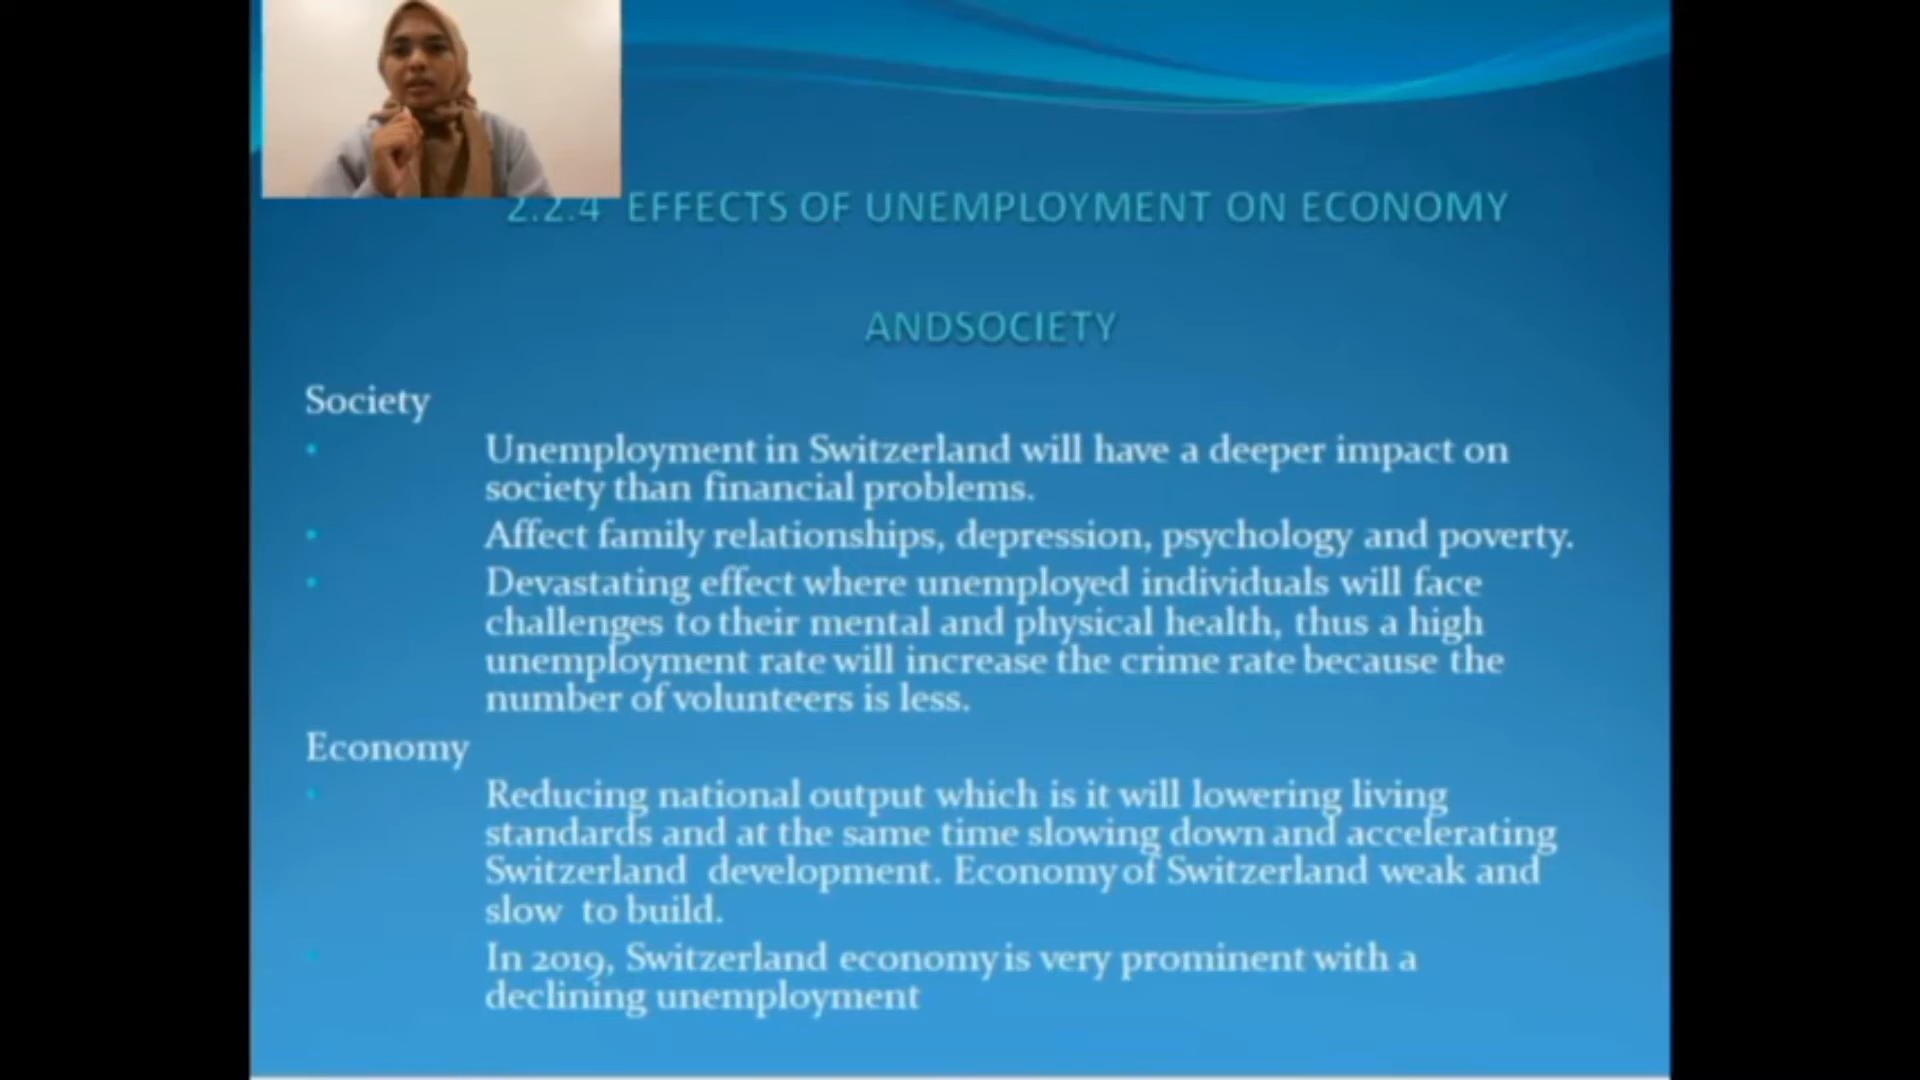 2.2.4 EFFECTS OF UNEMPLOYMENT ON ECONOMY
ANDSOCIETY
Society
• Unemployment in Switzerland will have a deeper impact on
society than financial problems.
• Affect family relationships, depression, psychology and poverty.
• Devastating effect where unemployed individuals will face
challenges to their mental and physical health, thus a high
unemployment rate will increase the crime rate because the
number of volunteers is less.
Economy
• Reducing national output which is it will lowering living
standards and at the same time slowing down and accelerating
Switzerland development. Economy of Switzerland weak and
slow to build.
• In 2019, Switzerland economy is very prominent with a
declining unemployment